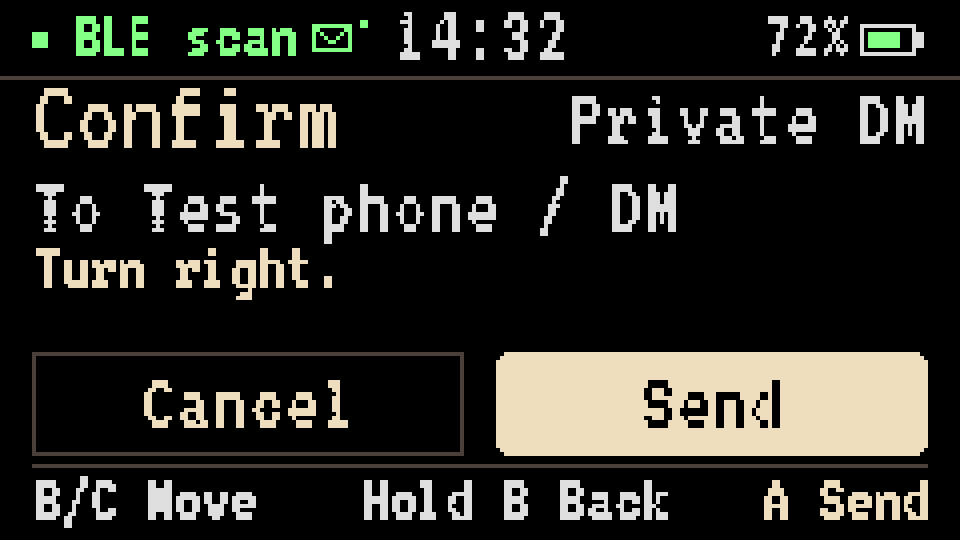 BLE scan 14:32 72%
Confirm Private DM
To Test phone / DM
Turn right.
Cancel Send
B/C Move Hold B Back A Send